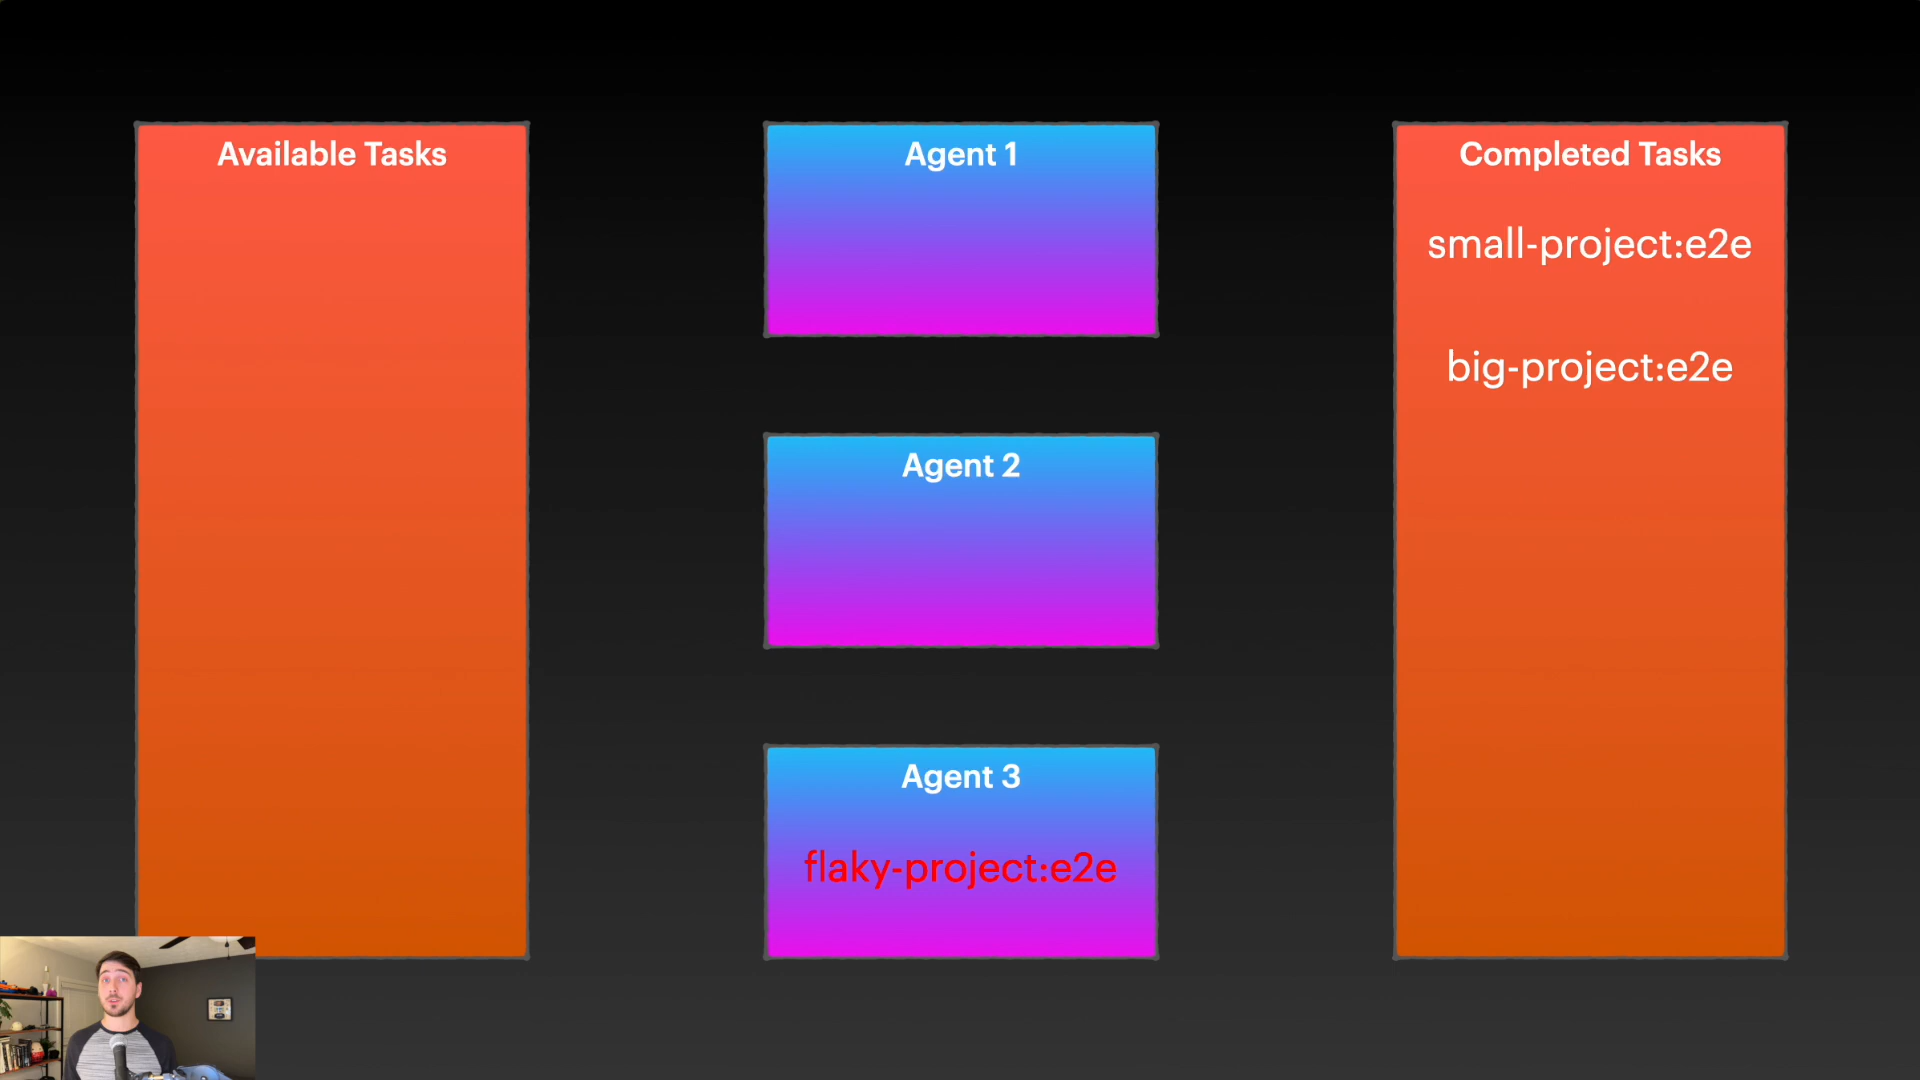 Available Tasks
Agent 1
Agent 2
Agent 3
flaky-project:e2e
Completed Tasks
small-project:e2e
big-project:e2e